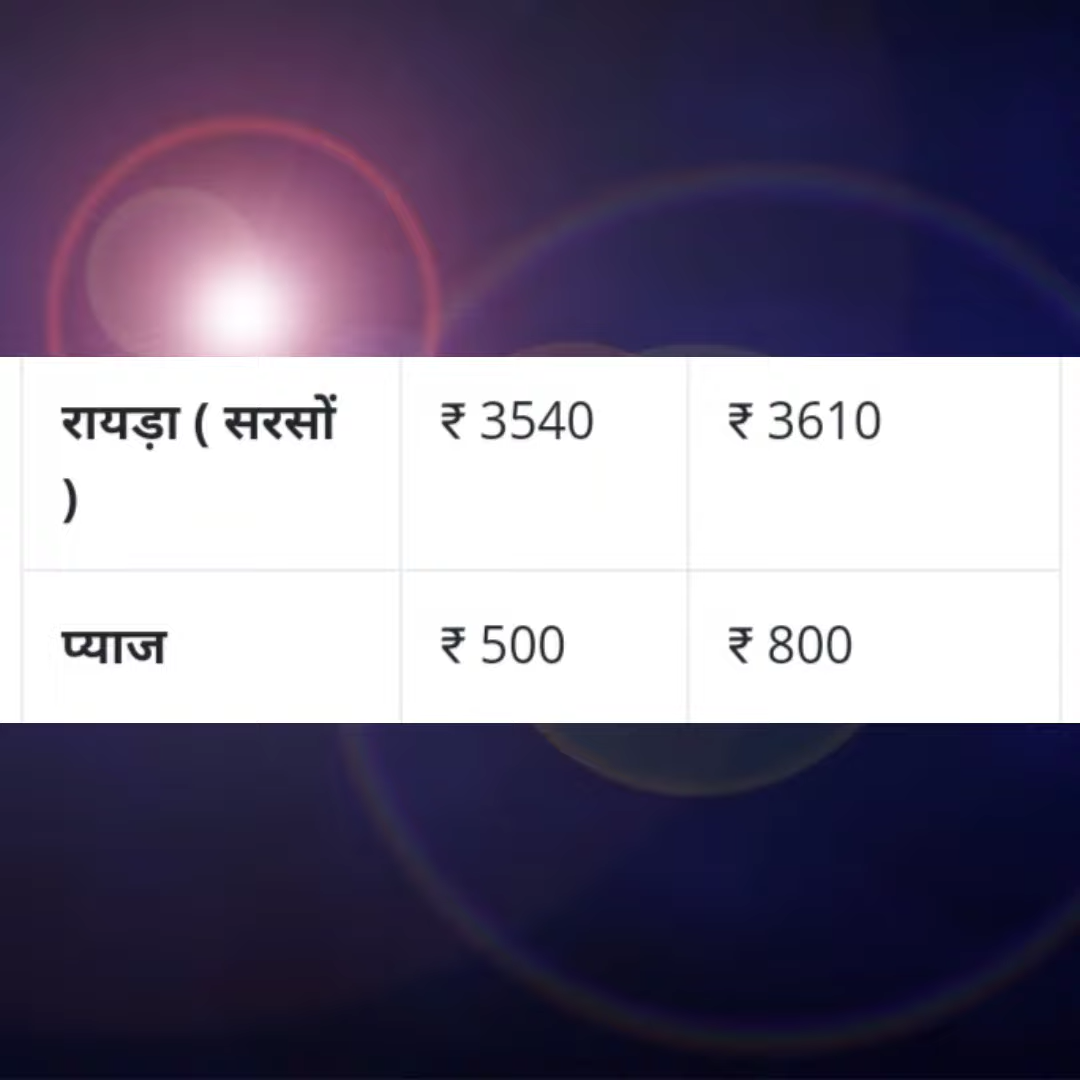 रायड़ा ( सरसों ₹ 3540 ₹ 3610
)
प्याज ₹ 500 ₹ 800